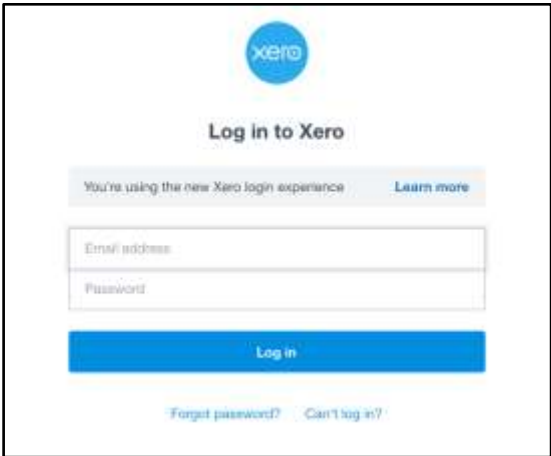 xero
Log in to Xero
You're using the new Xero login experience Learn more
Email address
Password
Log in
Forgot password? Can't log in?